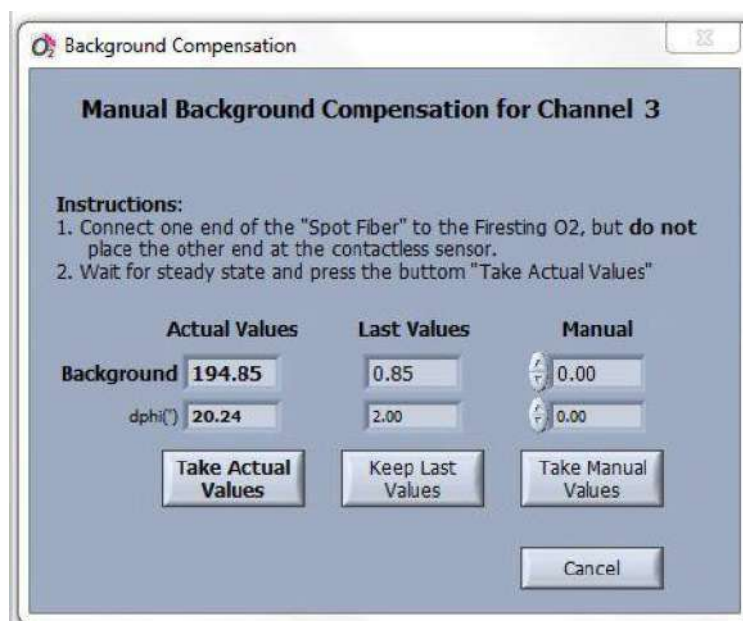 O2 Background Compensation
Manual Background Compensation for Channel 3
Instructions:
1. Connect one end of the "Spot Fiber" to the Firesting O2, but do not
place the other end at the contactless sensor.
2. Wait for steady state and press the buttom "Take Actual Values"
Actual Values Last Values Manual
Background 194.85 0.85 0.00
dphi(°) 20.24 2.00 0.00
Take Actual Keep Last Take Manual
Values Values Values
Cancel